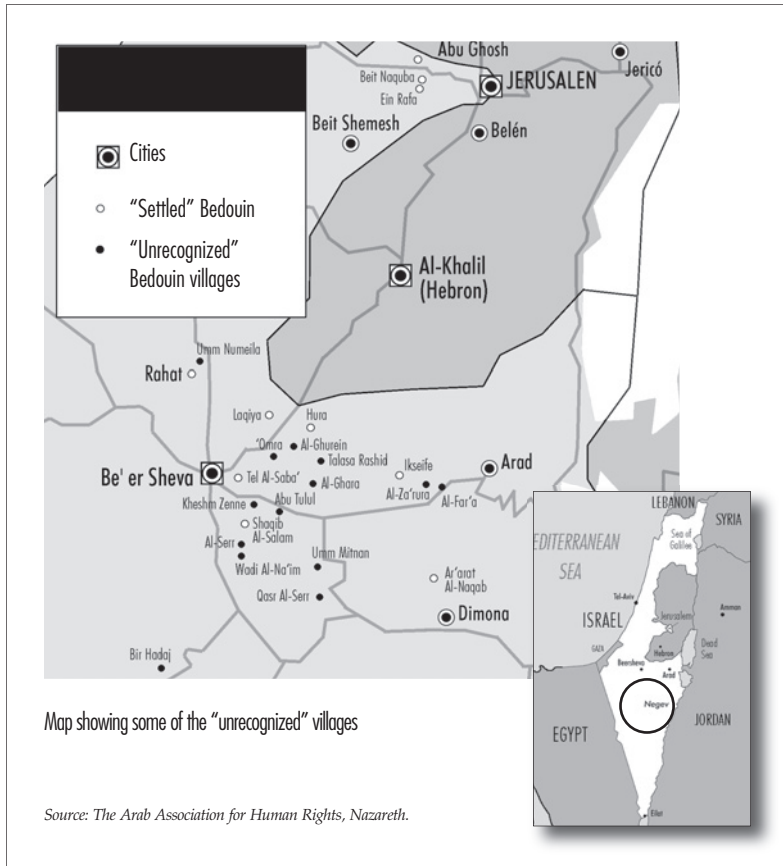 Cities
“Settled” Bedouin
“Unrecognized”
Bedouin villages
Abu Ghosh
Beit Naquba
Ein Rafa
JERUSALEN
Jericó
Beit Shemesh
Belén
Al-Khalil
(Hebron)
Umm Numeila
Rahat
Laqiya
Hura
‘Omra
Al-Ghurein
Talasa Rashid
Ikseife
Arad
Be' er Sheva
Tel Al-Saba‘
Al-Ghara
Al-Za‘rura
Al-Far‘a
Kheshm Zenne
Abu Tulul
Shaqib
Al-Salam
Al-Serr
Wadi Al-Na‘im
Umm Mitnan
Qasr Al-Serr
Ar‘arat
Al-Naqab
Dimona
Bir Hadaj
LEBANON
SYRIA
Sea of
Galilee
EDITERRANEAN
SEA
Tel-Aviv
ISRAEL
Jerusalem
Amman
GAZA
Hebron
Dead
Sea
Beersheva
Arad
Negev
EGYPT
JORDAN
Eilat
Map showing some of the “unrecognized” villages
Source: The Arab Association for Human Rights, Nazareth.